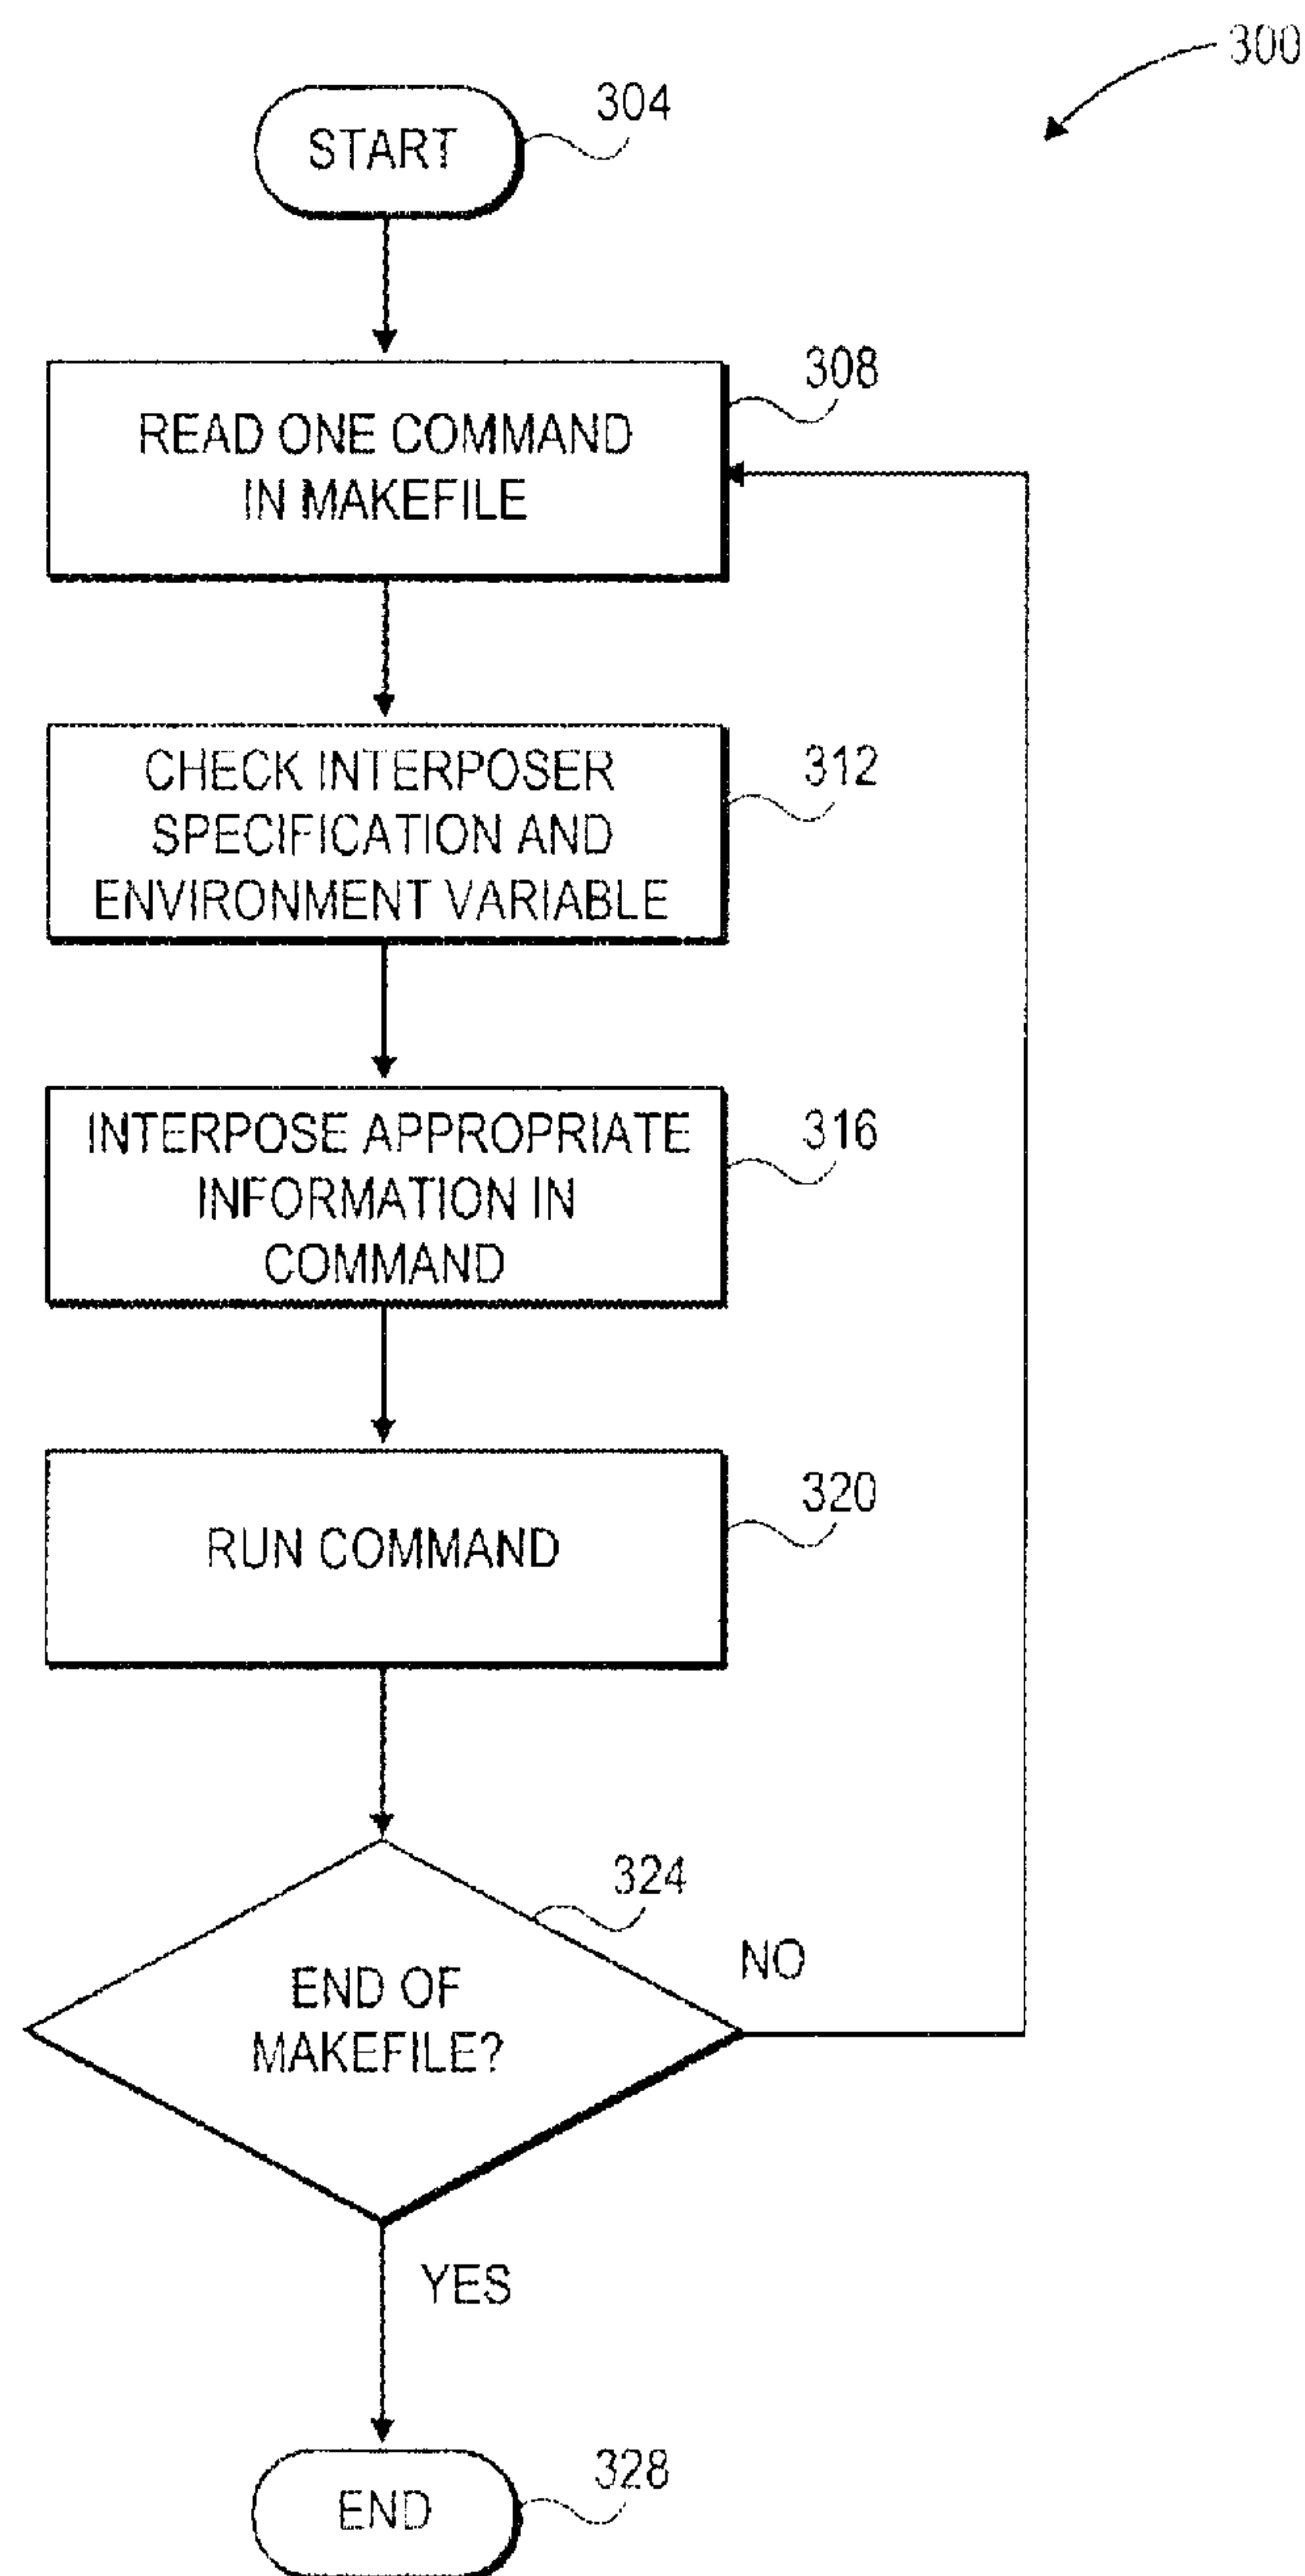 300
304
START
308
READ ONE COMMAND
IN MAKEFILE
312
CHECK INTERPOSER
SPECIFICATION AND
ENVIRONMENT VARIABLE
316
INTERPOSE APPROPRIATE
INFORMATION IN
COMMAND
320
RUN COMMAND
324
NO
END OF
MAKEFILE?
YES
328
END